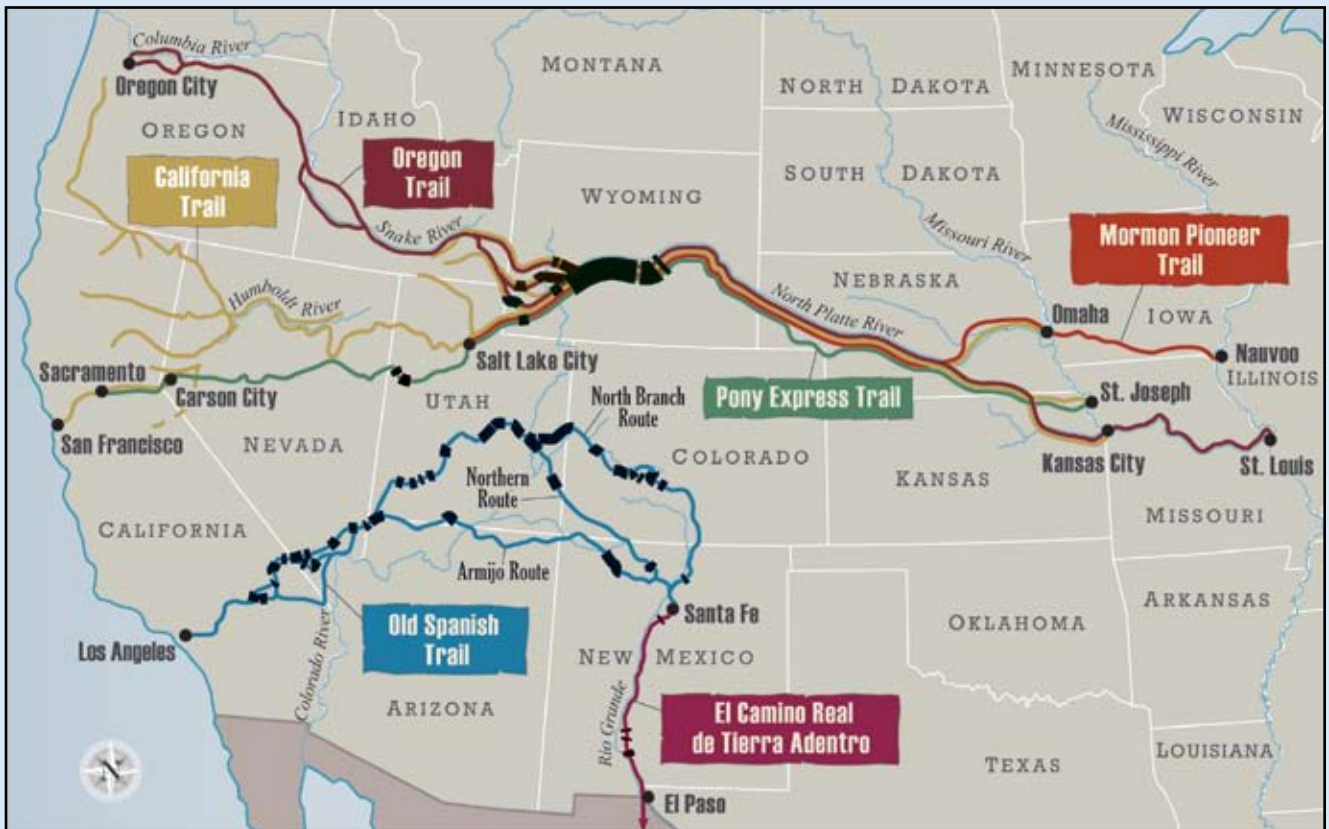 Columbia River
Oregon City
OREGON
IDAHO
MONTANA
NORTH DAKOTA
MINNESOTA
WISCONSIN
Mississippi River
California
Trail
Oregon
Trail
WYOMING
SOUTH DAKOTA
Snake River
Missouri River
Mormon Pioneer
Trail
NEBRASKA
Humboldt River
North Platte River
Omaha
IOWA
Nauvoo
ILLINOIS
Salt Lake City
Sacramento
Carson City
Pony Express Trail
St. Joseph
San Francisco
UTAH
North Branch
Route
NEVADA
COLORADO
Kansas City
St. Louis
Northern
Route
KANSAS
MISSOURI
CALIFORNIA
Armijo Route
ARKANSAS
Santa Fe
OKLAHOMA
Old Spanish
Trail
Los Angeles
Colorado River
NEW MEXICO
ARIZONA
Rio Grande
El Camino Real
de Tierra Adentro
LOUISIANA
TEXAS
N
El Paso